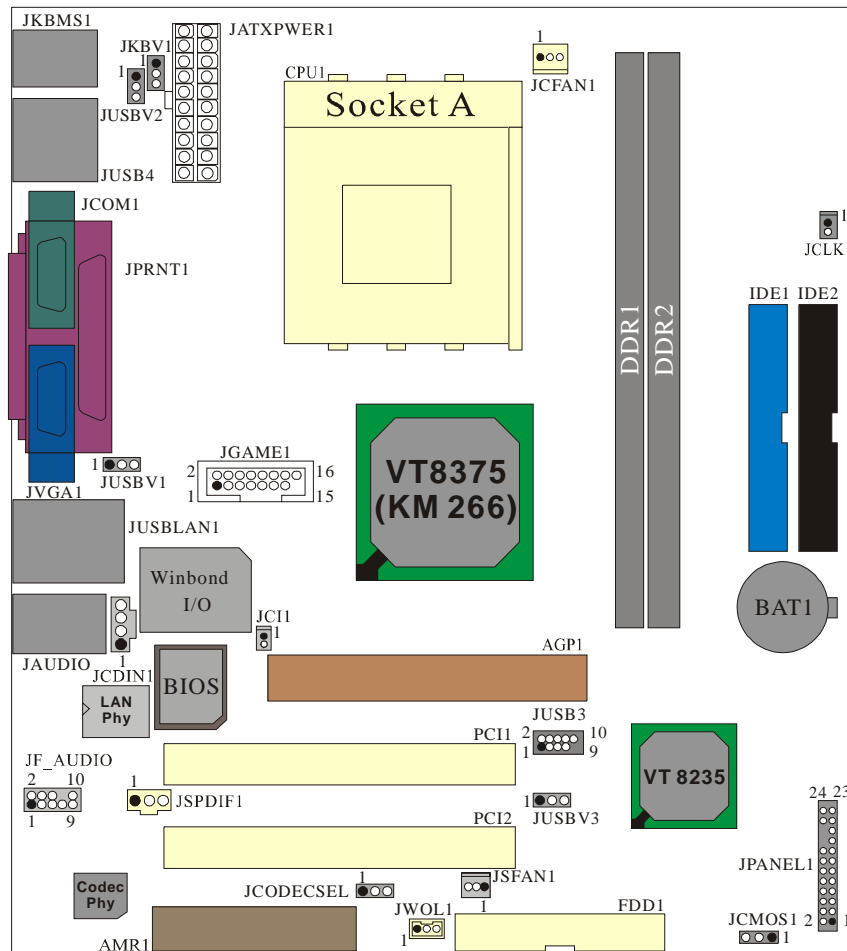 JKBMS1
JKBV1
JATXPWER1
1
1
JUSBV2
JUSB4
CPU1
Socket A
1
JCFAN1
JCOM1
JPRNT1
1
JCLK
DDR1
DDR2
IDE1
IDE2
1
JUSBV1
JVGA1
JGAME1
2
16
1
15
VT8375
(KM 266)
JUSBLAN1
Winbond
I/O
JCI1
1
BAT1
JAUDIO
1
JCDIN1
LAN
Phy
BIOS
AGP1
JUSB3
2
10
1
9
PCI1
VT 8235
JF_AUDIO
2
10
1
9
1
JSPDIF1
1
JUSBV3
PCI2
24
23
JPANEL1
2
1
Codec
Phy
JCODECSEL
1
JSFAN1
1
JWOL1
1
FDD1
JCMOS1
1
AMR1